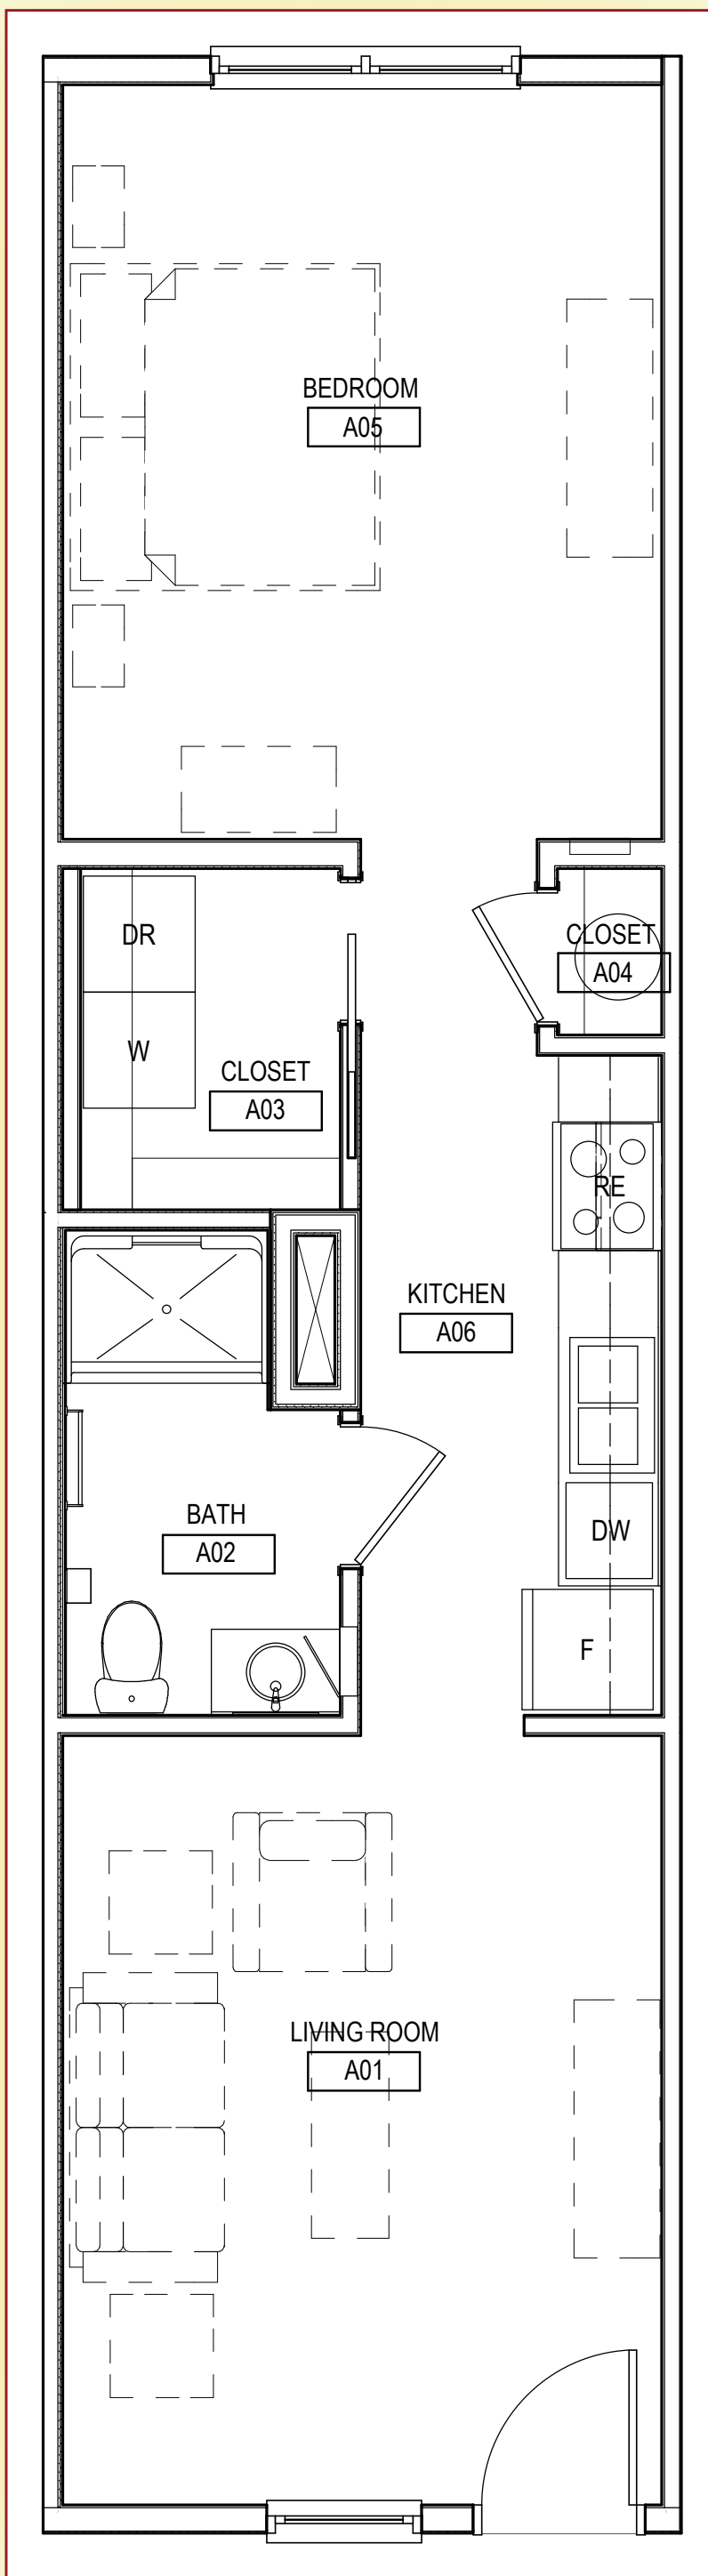 BEDROOM
A05
DR
CLOSET
A04
W
CLOSET
A03
RE
KITCHEN
A06
BATH
A02
DW
F
LIVING ROOM
A01